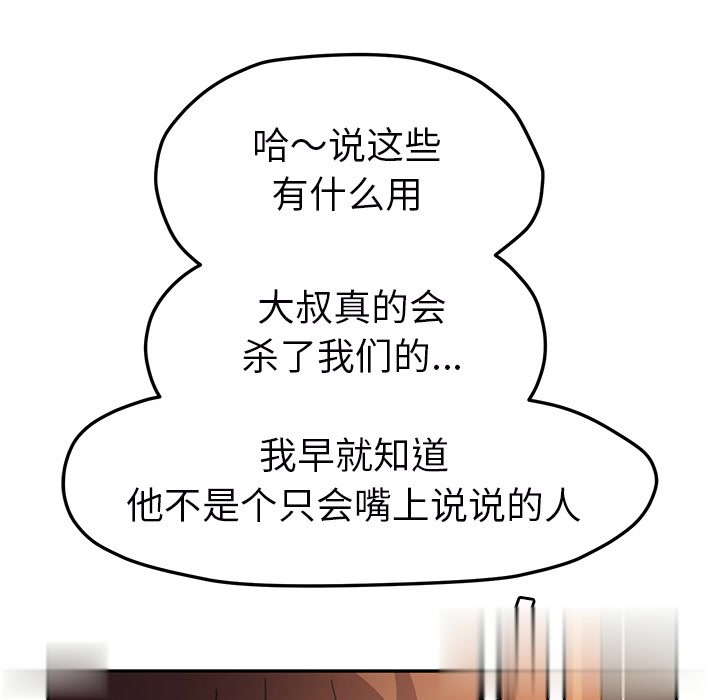 哈～说这些
有什么用
大叔真的会
杀了我们的...
我早就知道
他不是个只会嘴上说说的人